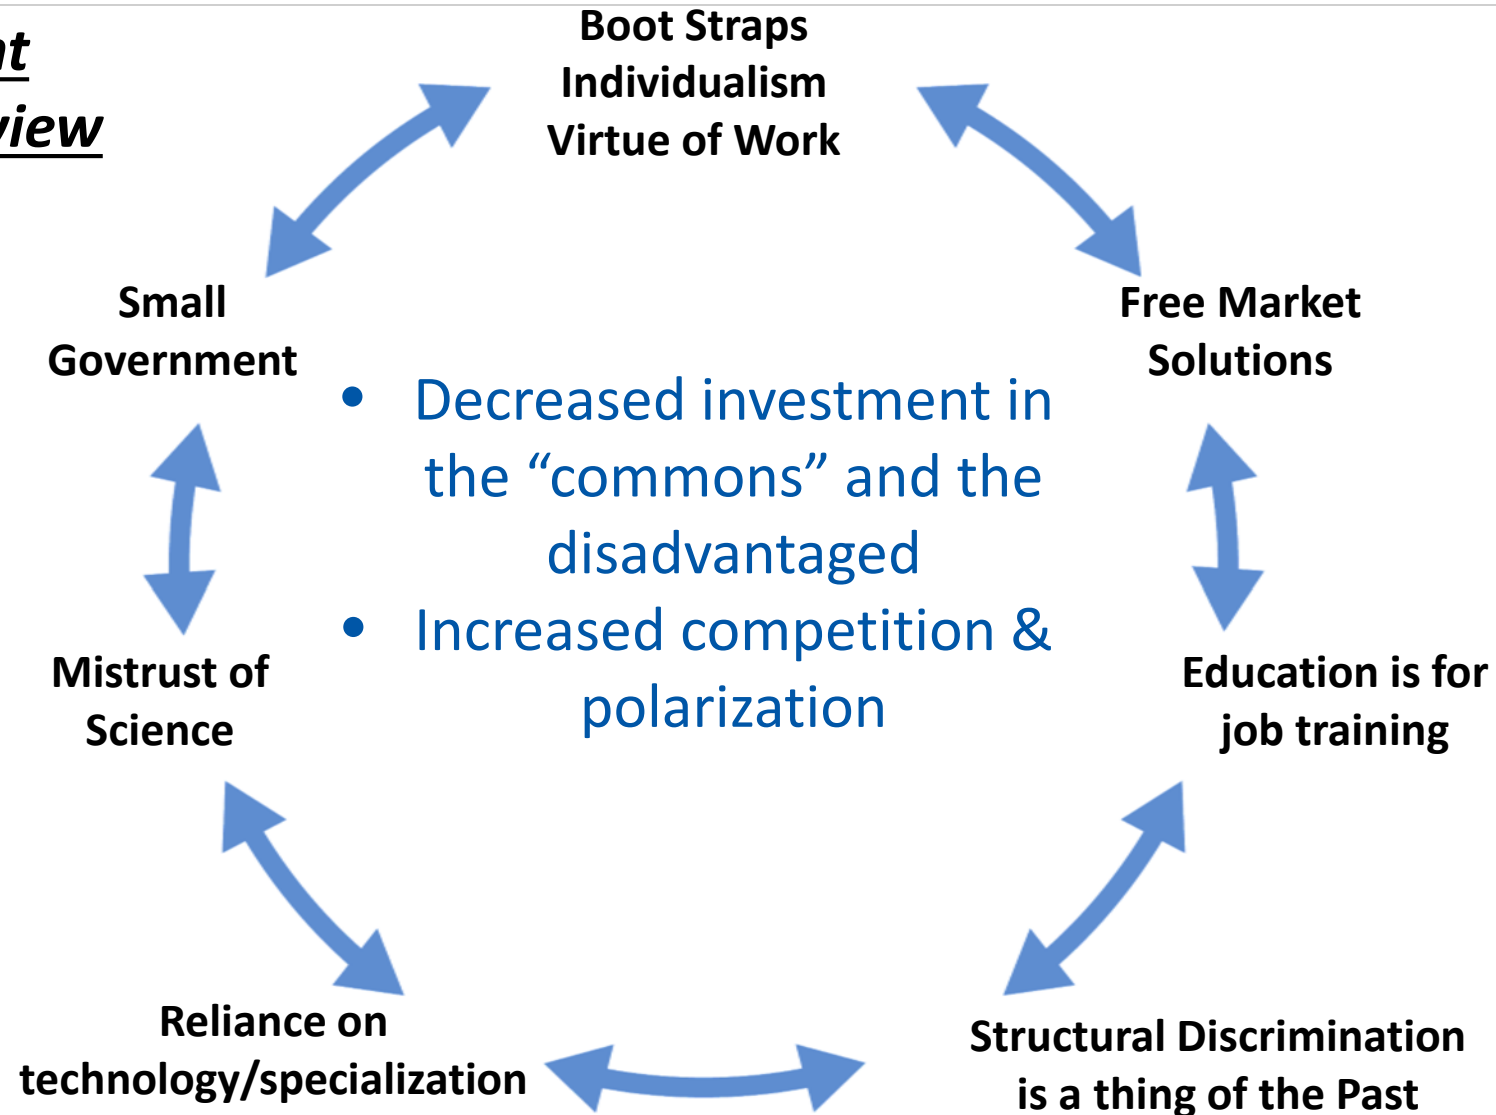 Boot Straps
Individualism
Virtue of Work
Small
Government
Free Market
Solutions
• Decreased investment in
the “commons” and the
disadvantaged
• Increased competition &
polarization
Mistrust of
Science
Education is for
job training
Reliance on
technology/specialization
Structural Discrimination
is a thing of the Past